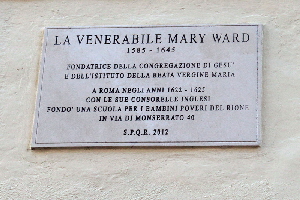 LA VENERABILE MARY WARD
1585 - 1645
FONDATRICE DELLA CONGREGAZIONE DI GESU'
E DELL'ISTITUTO DELLA BEATA VERGINE MARIA
A ROMA NEGLI ANNI 1622 - 1625
CON LE SUE CONSORELLE INGLESI
FONDO' UNA SCUOLA PER I BAMBINI POVERI DEL RIONE
IN VIA DI MONSERRATO 40
S.P.Q.R. 2012